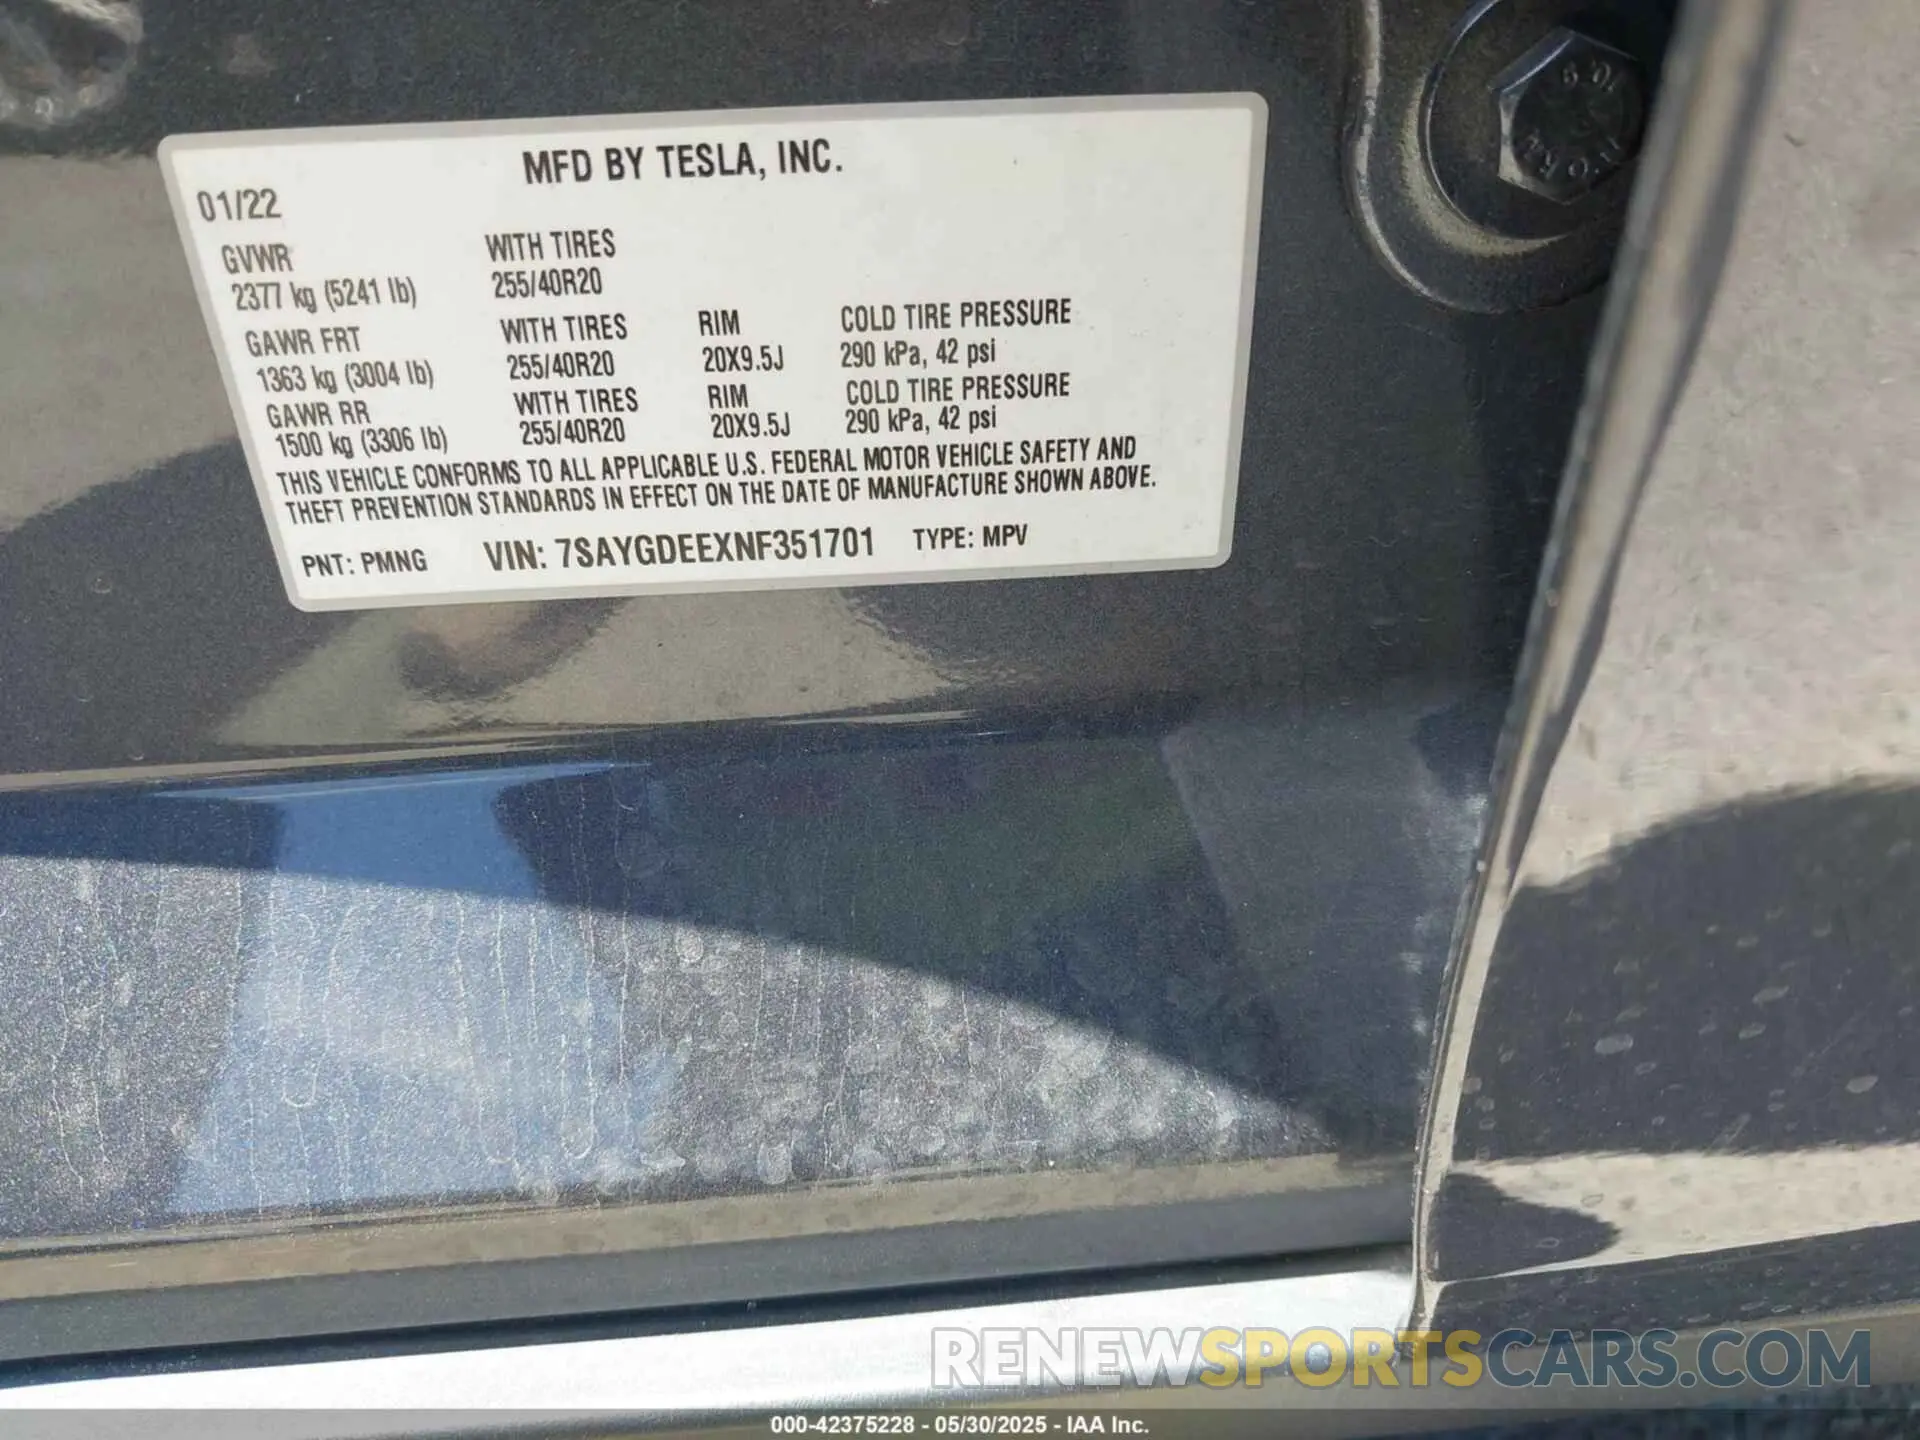 MFD BY TESLA, INC.
01/22
GVWR WITH TIRES
2377 kg (5241 lb) 255/40R20
GAWR FRT WITH TIRES RIM COLD TIRE PRESSURE
1363 kg (3004 lb) 255/40R20 20X9.5J 290 kPa, 42 psi
GAWR RR WITH TIRES RIM COLD TIRE PRESSURE
1500 kg (3306 lb) 255/40R20 20X9.5J 290 kPa, 42 psi
THIS VEHICLE CONFORMS TO ALL APPLICABLE U.S. FEDERAL MOTOR VEHICLE SAFETY AND
THEFT PREVENTION STANDARDS IN EFFECT ON THE DATE OF MANUFACTURE SHOWN ABOVE.
PNT: PMNG VIN: 7SAYGDEEXNF351701 TYPE: MPV
10.9
RENEWSPORTSCARS.COM
000-42375228 - 05/30/2025 - IAA Inc.